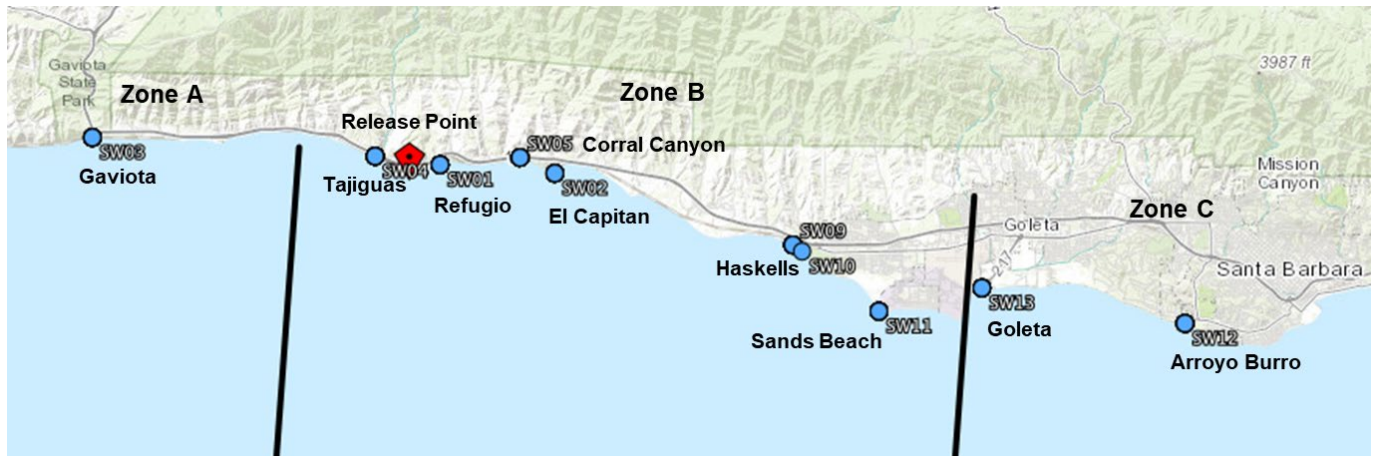 Gaviota
State
Park
Zone A
Zone B
3987 ft
Release Point
SW03
Gaviota
SW04
Tajiguas
SW01
Refugio
SW05
Corral Canyon
SW02
El Capitan
Mission
Canyon
Zone C
Goleta
SW09
Haskells
SW10
217
Santa Barbara
SW11
Sands Beach
SW13
Goleta
SW12
Arroyo Burro